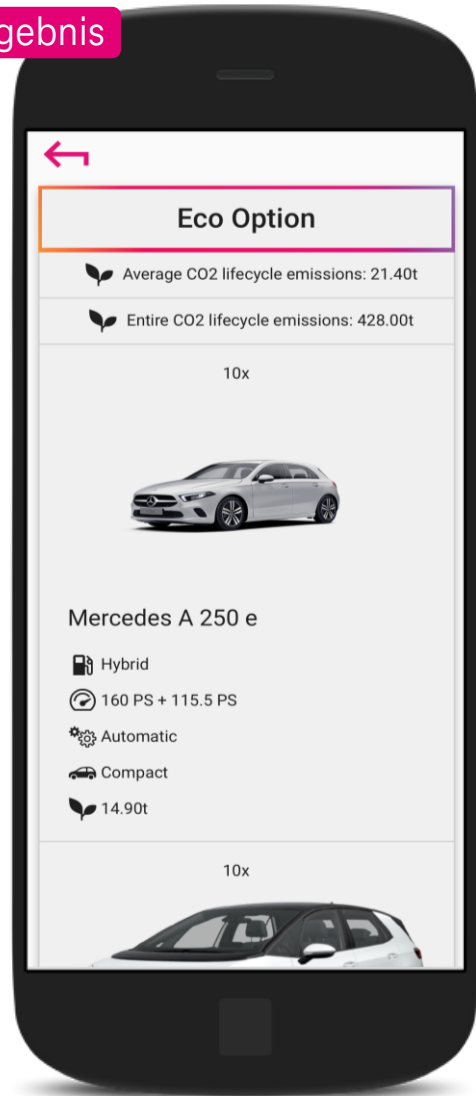 gebnis
Eco Option
Average CO2 lifecycle emissions: 21.40t
Entire CO2 lifecycle emissions: 428.00t
10x
Mercedes A 250 e
Hybrid
160 PS + 115.5 PS
Automatic
Compact
14.90t
10x